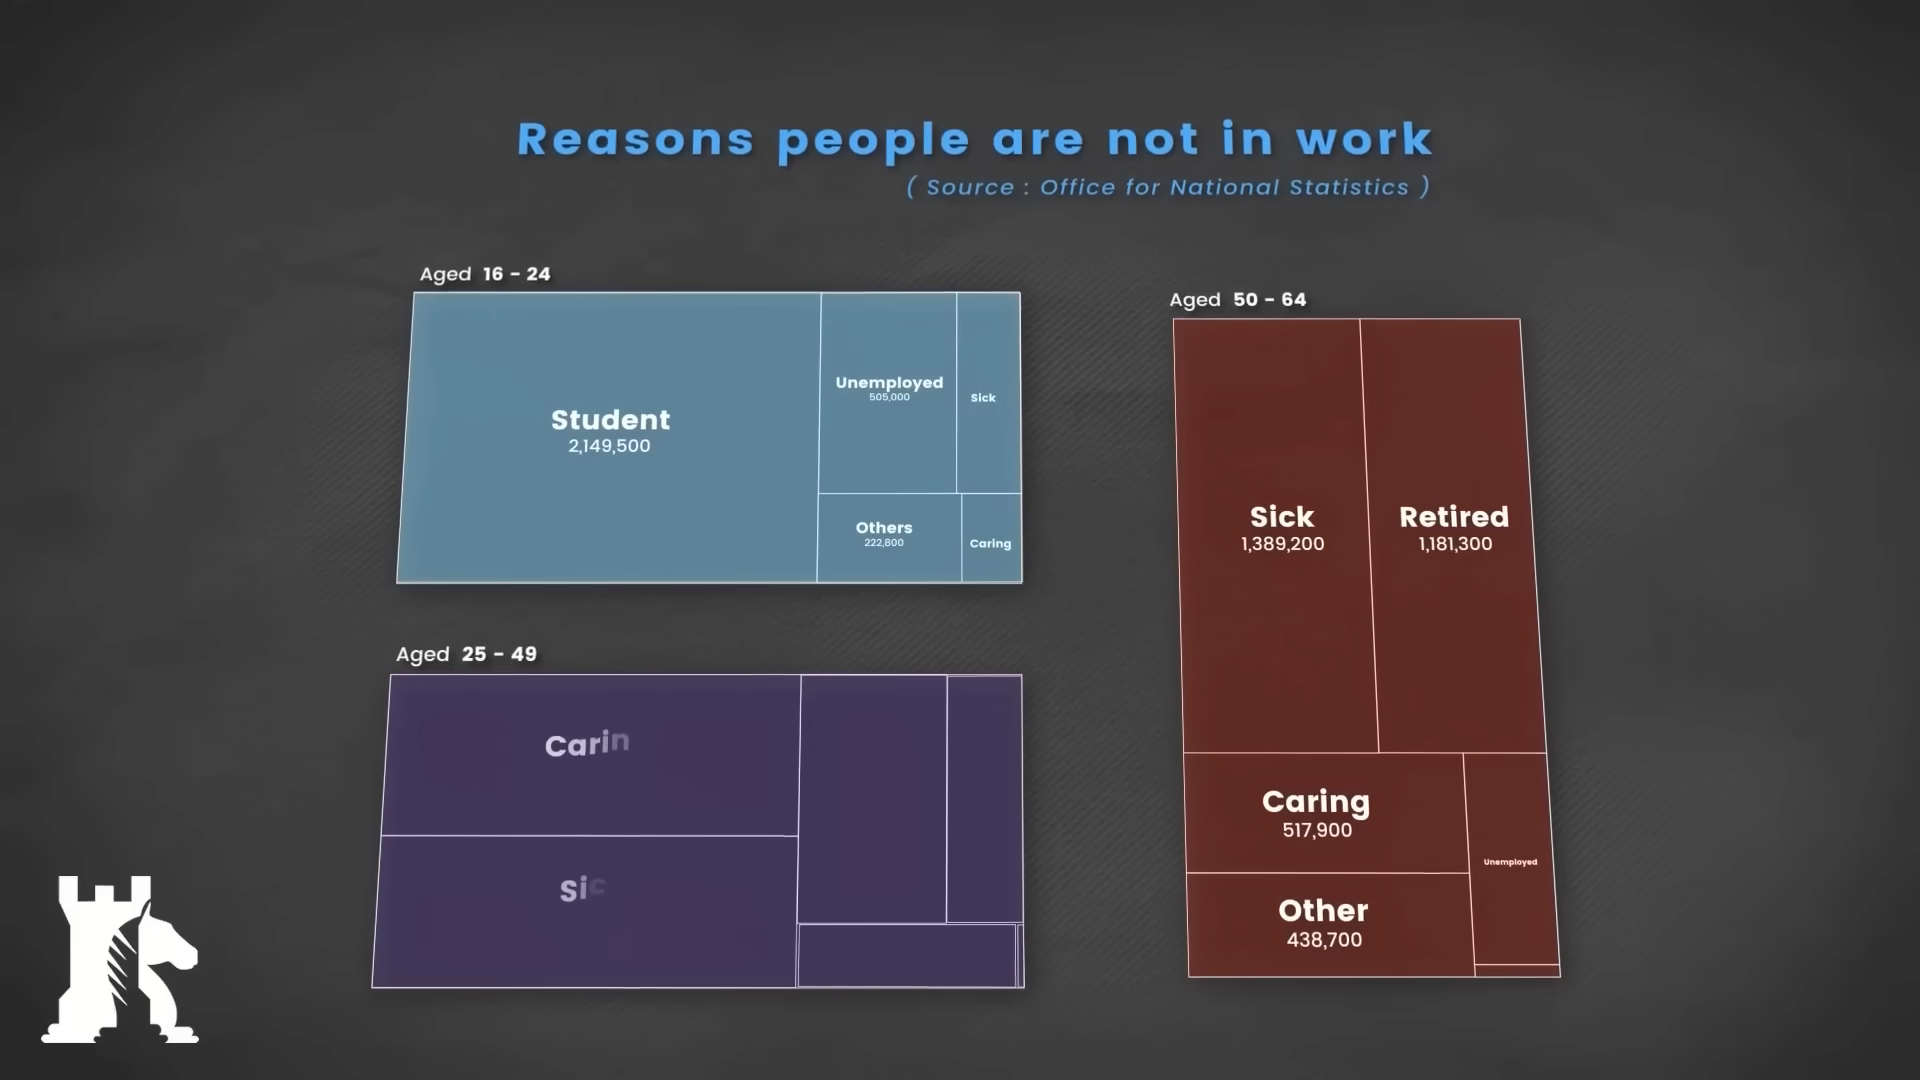 Reasons people are not in work
( Source : Office for National Statistics )
Aged 16 - 24
Student
2,149,500
Unemployed
505,000
Sick
Others
222,800
Caring
Aged 25 - 49
Carin
Sic
Aged 50 - 64
Sick
1,389,200
Retired
1,181,300
Caring
517,900
Unemployed
Other
438,700